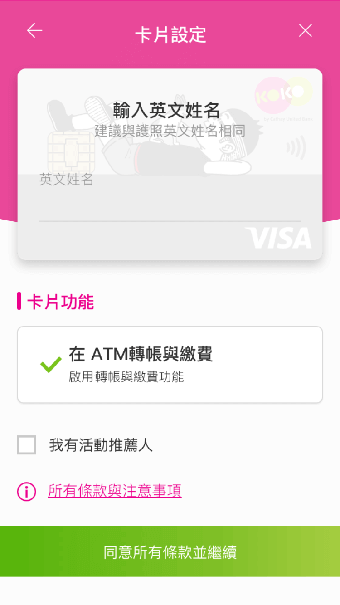 卡片設定
KOKO
輸入英文姓名
建議與護照英文姓名相同
英文姓名
VISA
卡片功能
在 ATM轉帳與繳費
啟用轉帳與繳費功能
我有活動推薦人
所有條款與注意事項
同意所有條款並繼續